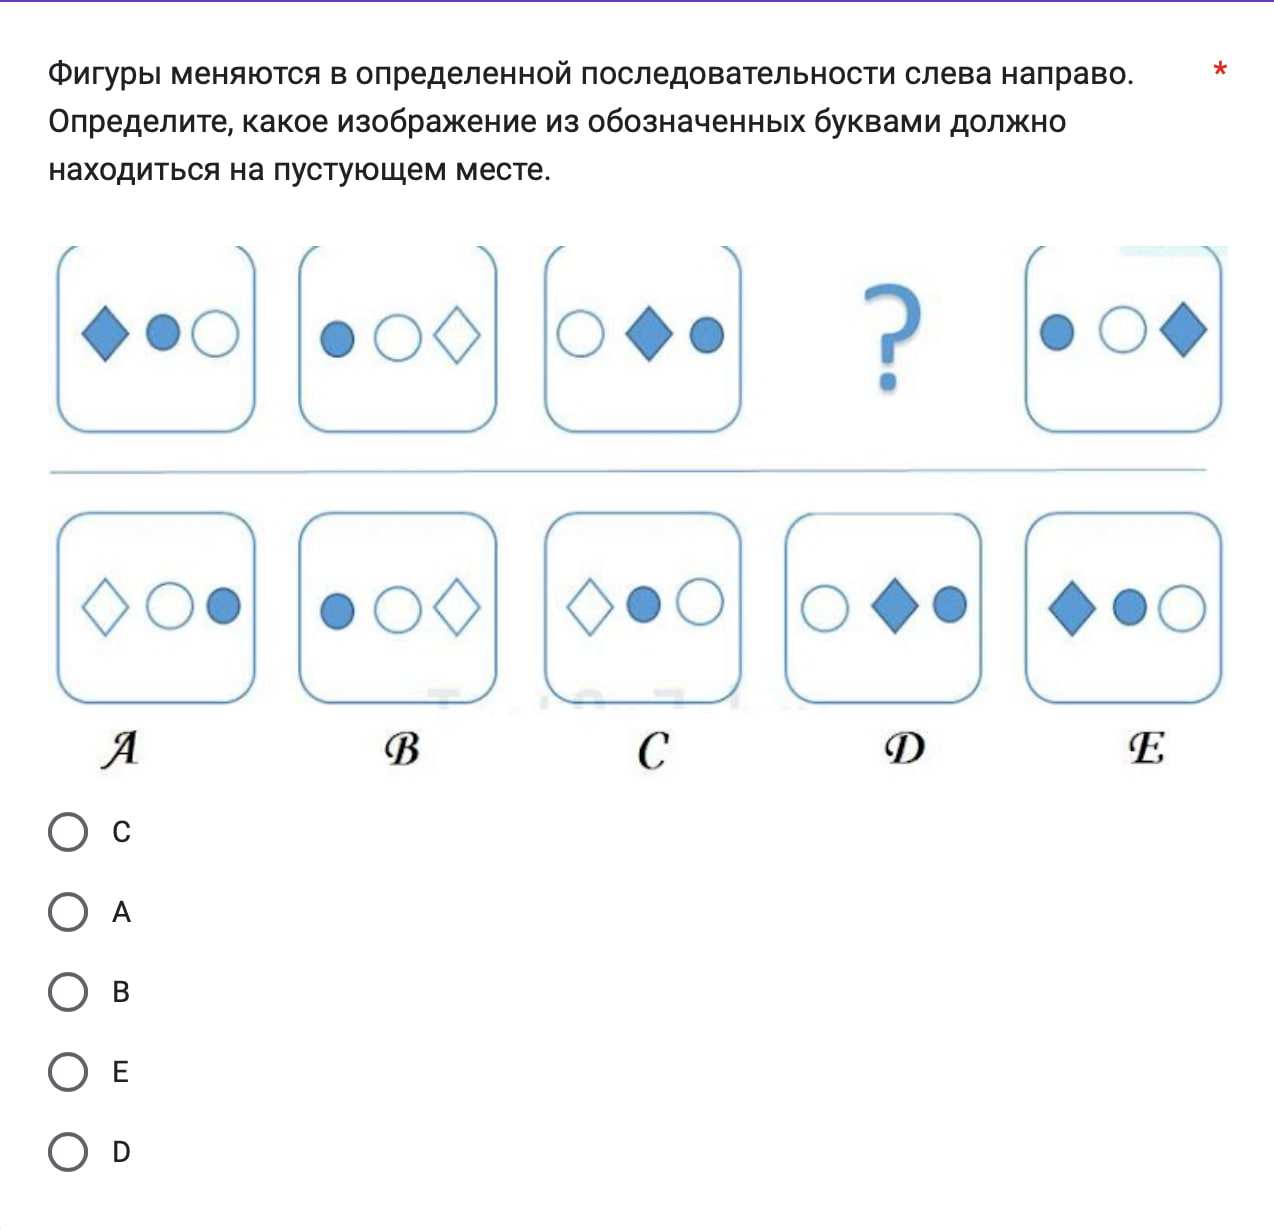 Фигуры меняются в определенной последовательности слева направо. *
Определите, какое изображение из обозначенных буквами должно
находиться на пустующем месте.
?
A B C D E
C
A
B
E
D